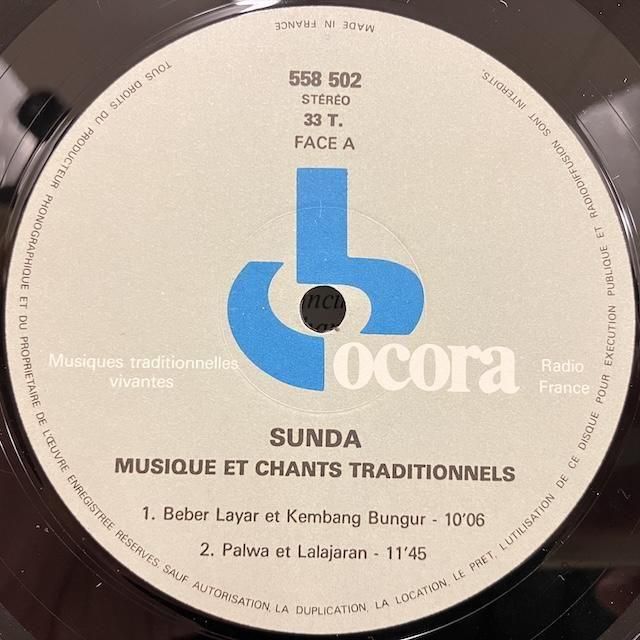 MADE IN FRANCE
TOUS DROITS DU PRODUCTEUR PHONOGRAPHIQUE ET DU PROPRIETAIRE DE L'ŒUVRE ENREGISTREE RÉSERVES SAUF AUTORISATION, LA DUPLICATION, LA LOCATION, LE PRET, L'UTILISATION DE CE DISQUE POUR EXECUTION PUBLIQUE ET RADIODIFFUSION SONT INTERDITS.
558 502
STÉRÉO
33 T.
FACE A
Musiques traditionnelles
vivantes
ocora
Radio
France
SUNDA
MUSIQUE ET CHANTS TRADITIONNELS
1. Beber Layar et Kembang Bungur - 10'06
2. Palwa et Lalajaran - 11'45